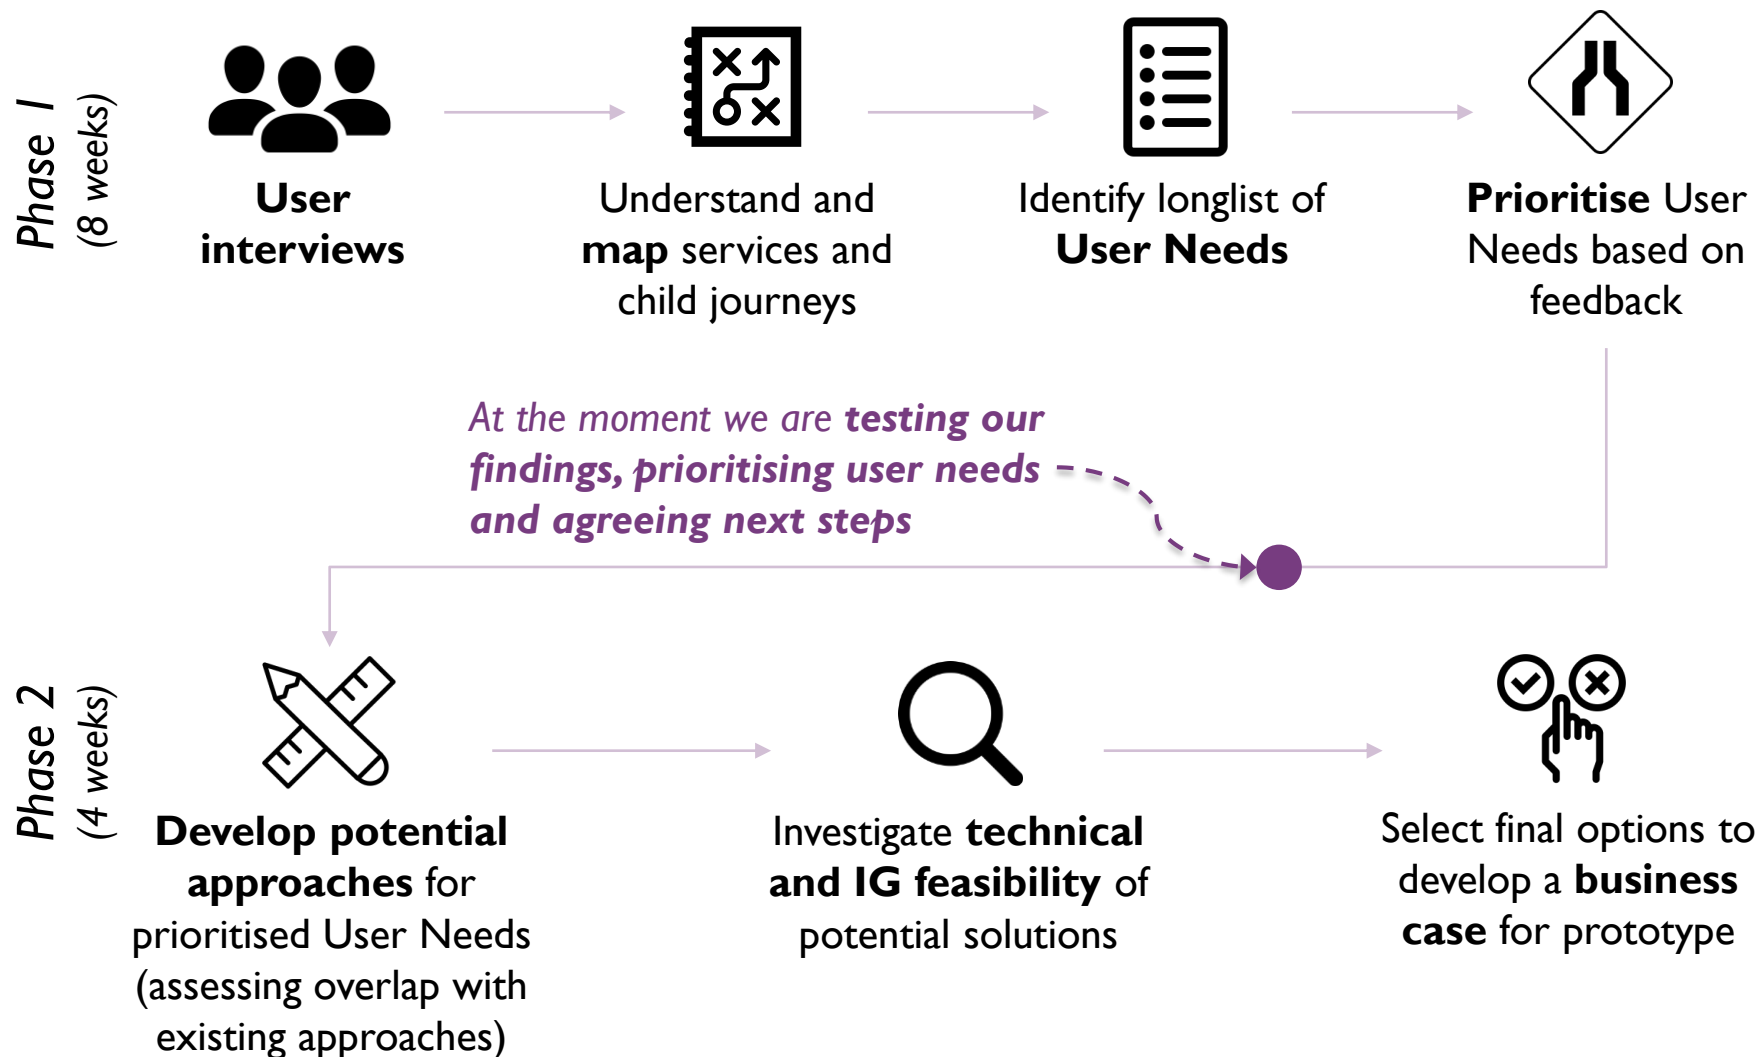 Phase 1
(8 weeks)
User
interviews
Understand and
map services and
child journeys
Identify longlist of
User Needs
Prioritise User
Needs based on
feedback
At the moment we are testing our
findings, prioritising user needs
and agreeing next steps
Phase 2
(4 weeks)
Develop potential
approaches for
prioritised User Needs
(assessing overlap with
existing approaches)
Investigate technical
and IG feasibility of
potential solutions
Select final options to
develop a business
case for prototype